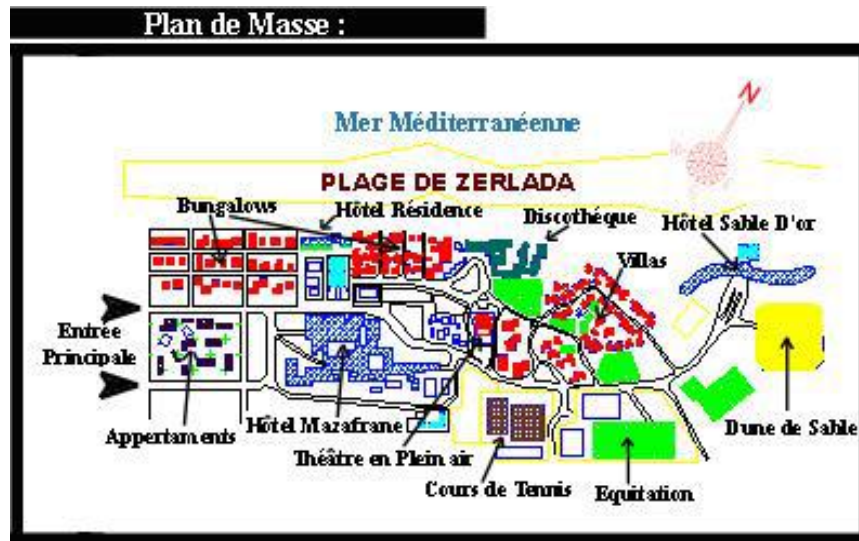 Plan de Masse :
N
Mer Méditerranéenne
PLAGE DE ZERLADA
Bungalows
Hôtel Résidence
Discothéque
Hôtel Sable D'or
Villas
Entrée
Principale
Appertaments
Hôtel Mazafrane
Théâtre en Plein air
Cours de Tennis
Equitation
Dune de Sable